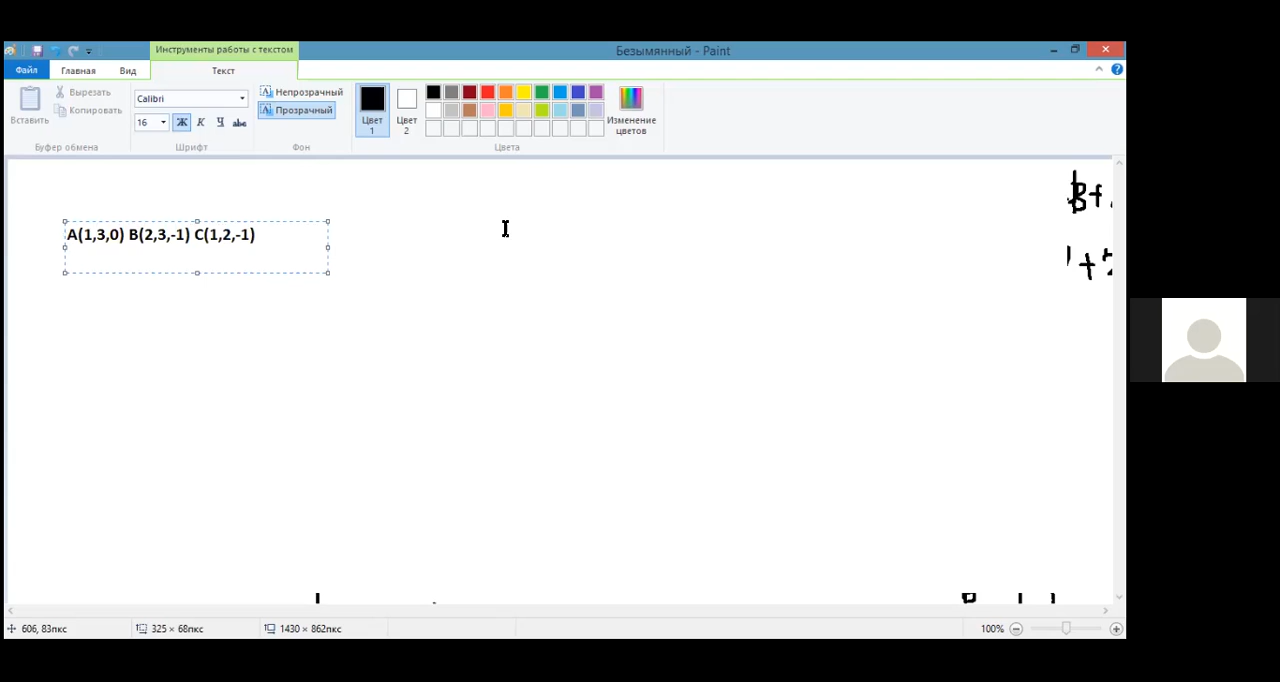 Инструменты работы с текстом
Безымянный - Paint
Файл
Главная
Вид
Текст
Вставить
Вырезать
Копировать
Буфер обмена
Calibri
16
Ж К Ч abc
Шрифт
Непрозрачный
Прозрачный
Фон
Цвет 1
Цвет 2
Изменение цветов
Цвета
A(1,3,0) B(2,3,-1) C(1,2,-1)
606, 83пкс
325 × 68пкс
1430 × 862пкс
100%